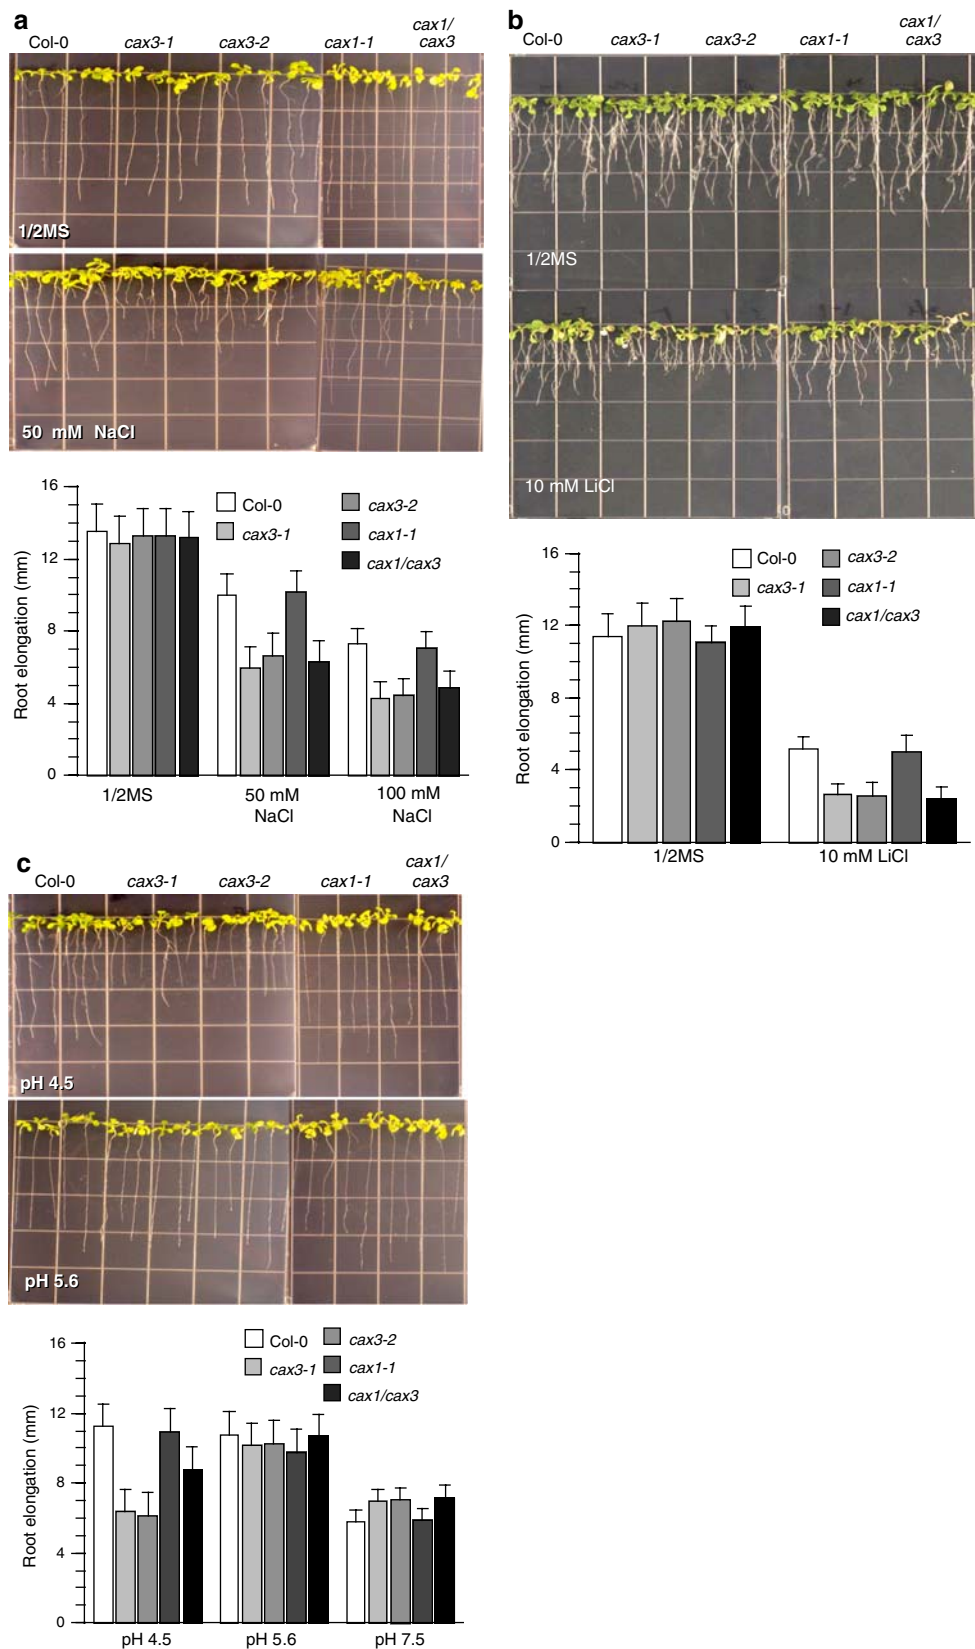 a
Col-0 cax3-1 cax3-2 cax1-1 cax1/
cax3
1/2MS
50 mM NaCl
16
12
8
4
0
Root elongation (mm)
Col-0
cax3-1
cax3-2
cax1-1
cax1/cax3
1/2MS
50 mM
NaCl
100 mM
NaCl
b
Col-0 cax3-1 cax3-2 cax1-1 cax1/
cax3
1/2MS
10 mM LiCl
16
12
8
4
0
Root elongation (mm)
Col-0
cax3-1
cax3-2
cax1-1
cax1/cax3
1/2MS
10 mM LiCl
c
Col-0 cax3-1 cax3-2 cax1-1 cax1/
cax3
pH 4.5
pH 5.6
16
12
8
4
0
Root elongation (mm)
Col-0
cax3-1
cax3-2
cax1-1
cax1/cax3
pH 4.5
pH 5.6
pH 7.5